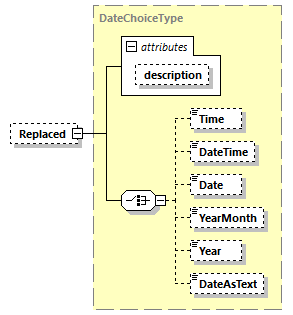 DateChoiceType
attributes
description
Replaced
Time
DateTime
Date
YearMonth
Year
DateAsText